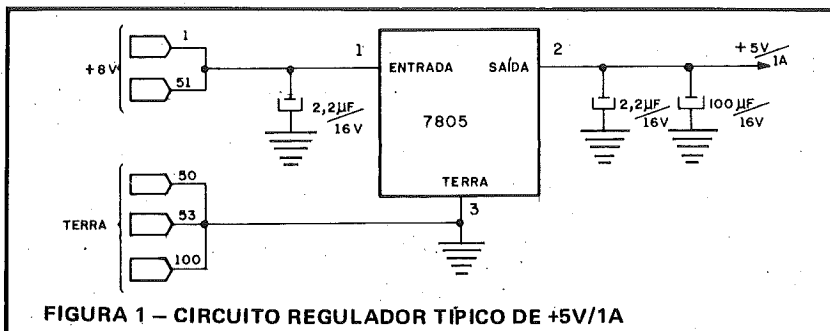 +8V
1
51
1
ENTRADA
SAÍDA
2
+5V/1A
2,2µF/16V
7805
2,2µF/16V
100µF/16V
TERRA
3
TERRA
50
53
100
FIGURA 1 – CIRCUITO REGULADOR TÍPICO DE +5V/1A